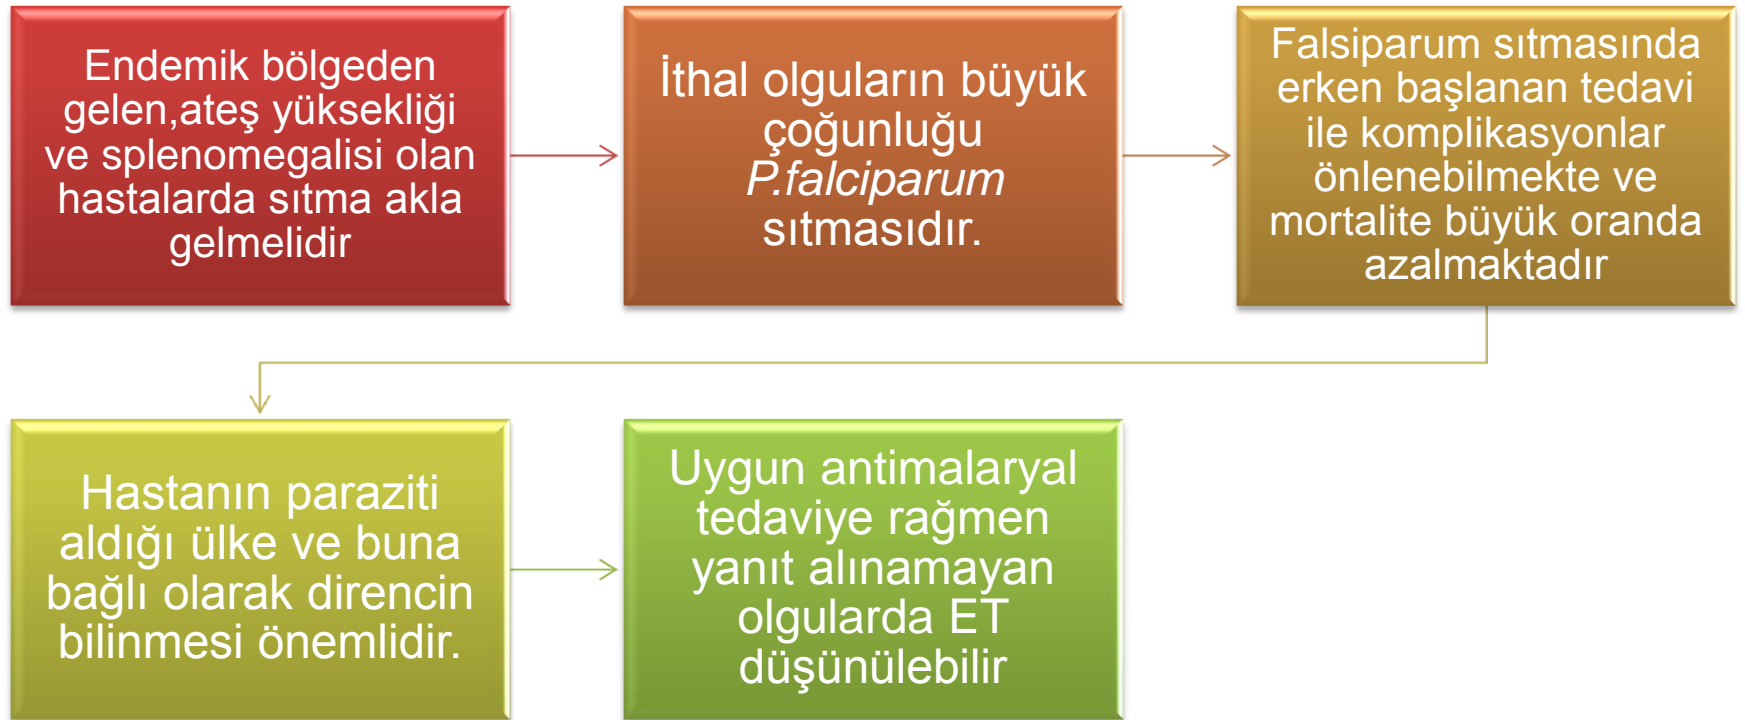 Endemik bölgeden
gelen,ateş yüksekliği
ve splenomegalisi olan
hastalarda sıtma akla
gelmelidir
İthal olguların büyük
çoğunluğu
P.falciparum
sıtmasıdır.
Falsiparum sıtmasında
erken başlanan tedavi
ile komplikasyonlar
önlenebilmekte ve
mortalite büyük oranda
azalmaktadır
Hastanın paraziti
aldığı ülke ve buna
bağlı olarak direncin
bilinmesi önemlidir.
Uygun antimalaryal
tedaviye rağmen
yanıt alınamayan
olgularda ET
düşünülebilir